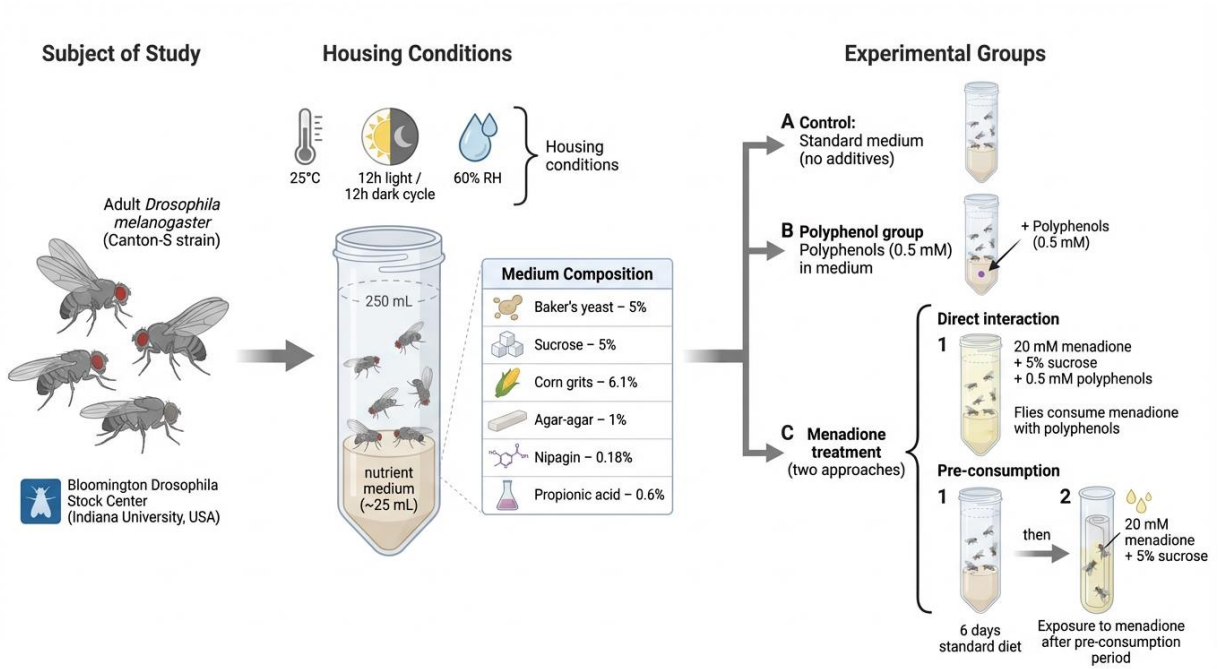 Subject of Study
Housing Conditions
Experimental Groups
Adult Drosophila
melanogaster
(Canton-S strain)
Bloomington Drosophila
Stock Center
(Indiana University, USA)
25°C
12h light /
12h dark cycle
60% RH
Housing
conditions
250 mL
nutrient
medium
(~25 mL)
Medium Composition
Baker's yeast – 5%
Sucrose – 5%
Corn grits – 6.1%
Agar-agar – 1%
Nipagin – 0.18%
Propionic acid – 0.6%
A Control:
Standard medium
(no additives)
B Polyphenol group
Polyphenols (0.5 mM)
in medium
+ Polyphenols
(0.5 mM)
C Menadione
treatment
(two approaches)
Direct interaction
1
20 mM menadione
+ 5% sucrose
+ 0.5 mM polyphenols
Flies consume menadione
with polyphenols
Pre-consumption
1
6 days
standard diet
then
2
20 mM
menadione
+ 5% sucrose
Exposure to menadione
after pre-consumption
period